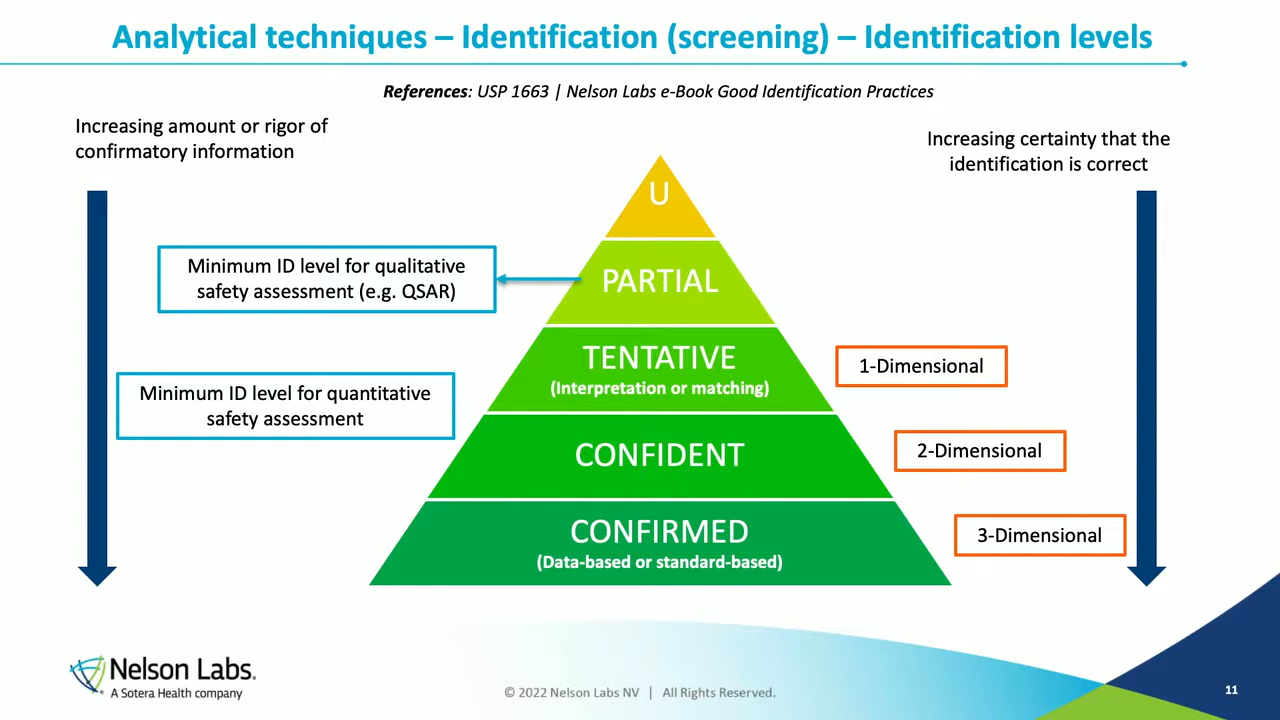 Analytical techniques – Identification (screening) – Identification levels
References: USP 1663 | Nelson Labs e-Book Good Identification Practices
Increasing amount or rigor of
confirmatory information
Increasing certainty that the
identification is correct
U
Minimum ID level for qualitative
safety assessment (e.g. QSAR)
PARTIAL
TENTATIVE
(Interpretation or matching)
1-Dimensional
Minimum ID level for quantitative
safety assessment
CONFIDENT
2-Dimensional
CONFIRMED
(Data-based or standard-based)
3-Dimensional
Nelson Labs.
A Sotera Health company
© 2022 Nelson Labs NV | All Rights Reserved.
11